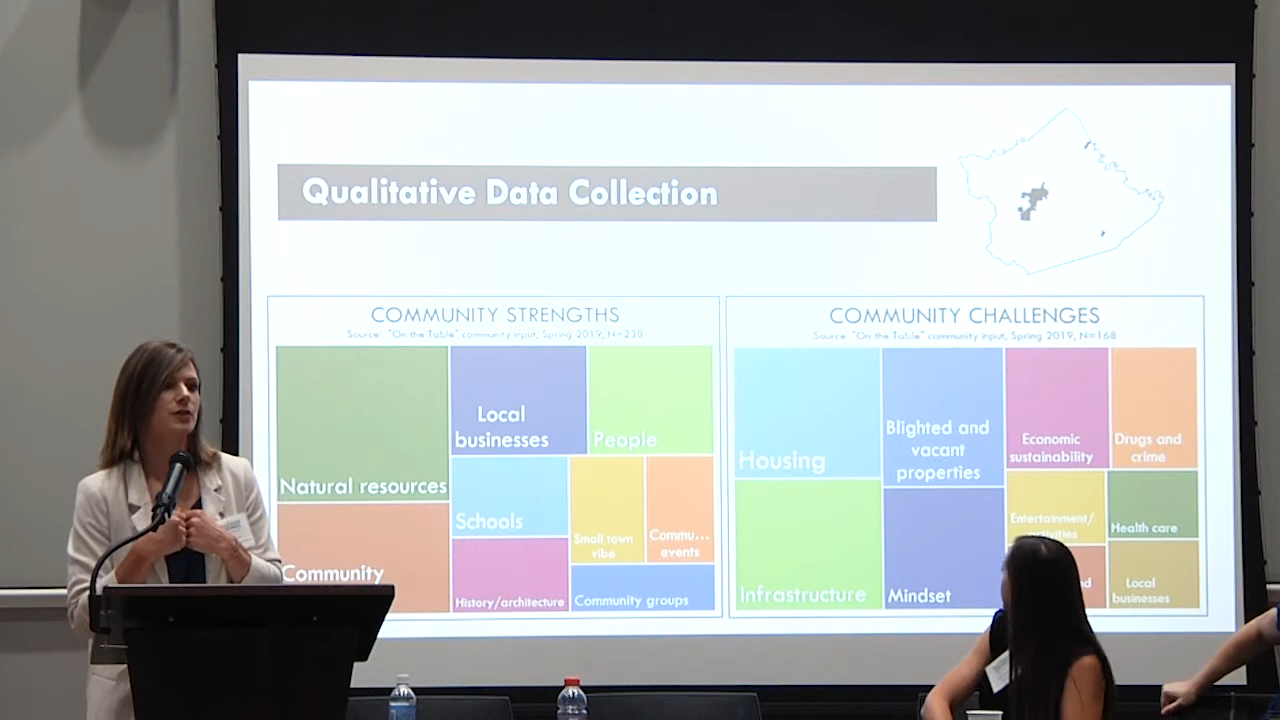 Qualitative Data Collection
COMMUNITY STRENGTHS
Source: "On the Table" community input, Spring 2019, N=238
Natural resources
Community
Local
businesses
People
Schools
History/architecture
Small town
vibe
Commu...
events
Community groups
COMMUNITY CHALLENGES
Source: "On the Table" community input, Spring 2019, N=168
Housing
Infrastructure
Blighted and
vacant
properties
Mindset
Economic
sustainability
Drugs and
crime
Entertainment/
activities
Health care
Local
businesses